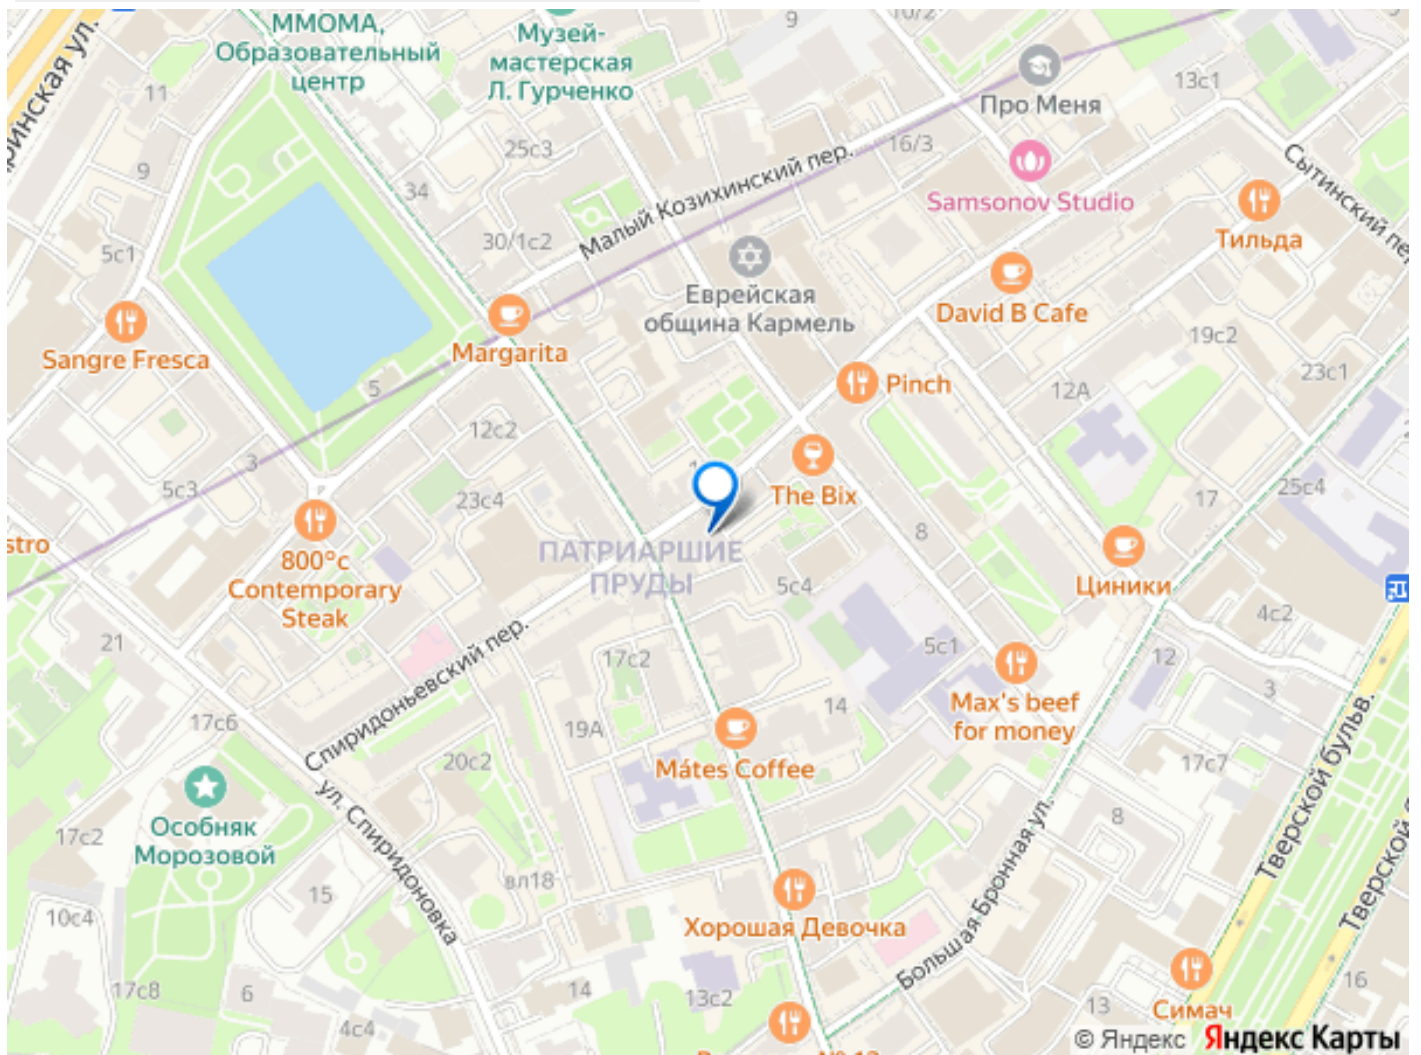 ММОМА,
Образовательный
центр
Музей-
мастерская
Л. Гурченко
9
10/2
13с1
Про Меня
11
25с3
16/3
Малый Козихинский пер.
Сытинский пер.
9
34
Samsonov Studio
Тильда
30/1с2
5с1
Еврейская
община Кармель
David B Cafe
19с2
Sangre Fresca
Margarita
5
Pinch
12А
23с1
12с2
3
5с3
23с4
The Bix
17
25с4
8
stro
800°c
Contemporary
Steak
ПАТРИАРШИЕ
ПРУДЫ
5с4
Циники
4с2
21
Спиридоньевский пер.
17с2
5с1
12
3
Max's beef
for money
17с6
19А
14
20с2
Mátes Coffee
17с7
Тверской бульв.
ул. Спиридоновка
Особняк
Морозовой
17с2
8
15
вл18
10с4
Хорошая Девочка
Большая Бронная ул.
17с8
6
14
13с2
4с4
13
16
Симач
© Яндекс Яндекс Карты